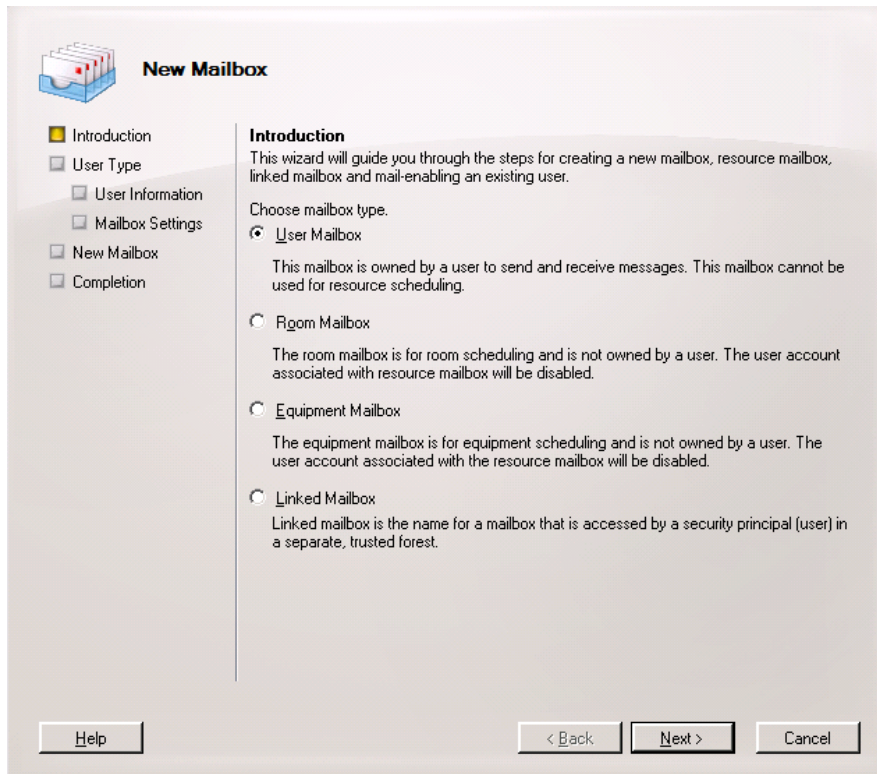 New Mailbox
Introduction
User Type
User Information
Mailbox Settings
New Mailbox
Completion
Introduction
This wizard will guide you through the steps for creating a new mailbox, resource mailbox,
linked mailbox and mail-enabling an existing user.
Choose mailbox type.
User Mailbox
This mailbox is owned by a user to send and receive messages. This mailbox cannot be
used for resource scheduling.
Room Mailbox
The room mailbox is for room scheduling and is not owned by a user. The user account
associated with resource mailbox will be disabled.
Equipment Mailbox
The equipment mailbox is for equipment scheduling and is not owned by a user. The
user account associated with the resource mailbox will be disabled.
Linked Mailbox
Linked mailbox is the name for a mailbox that is accessed by a security principal (user) in
a separate, trusted forest.
Help
< Back
Next >
Cancel